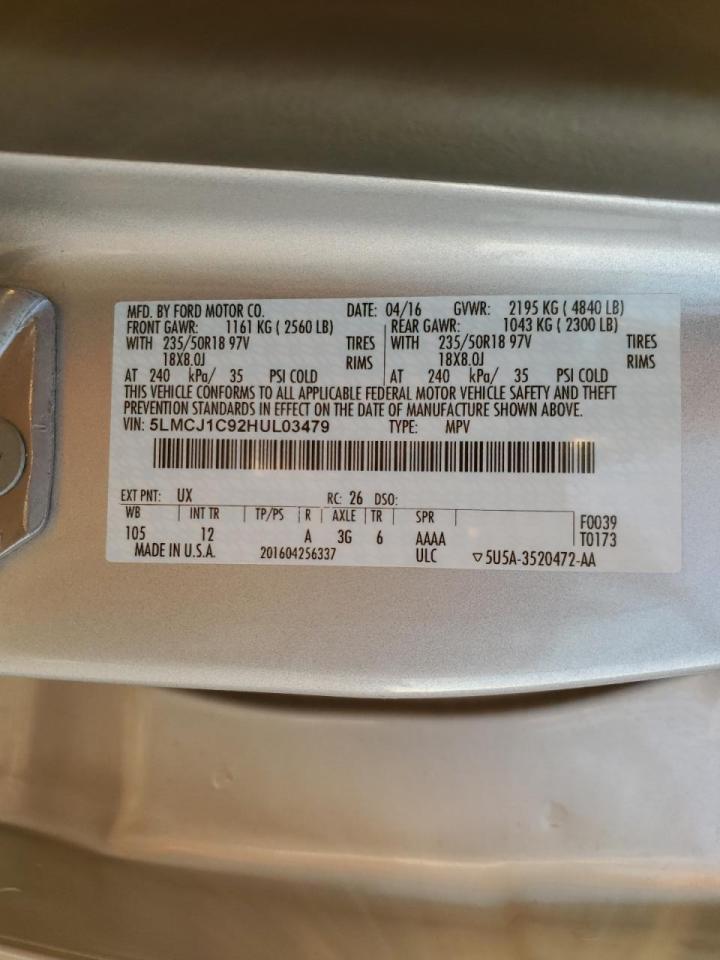 MFD. BY FORD MOTOR CO. DATE: 04/16 GVWR: 2195 KG ( 4840 LB)
FRONT GAWR: 1161 KG ( 2560 LB) REAR GAWR: 1043 KG ( 2300 LB)
WITH 235/50R18 97V TIRES WITH 235/50R18 97V TIRES
18X8.0J RIMS 18X8.0J RIMS
AT 240 kPa/ 35 PSI COLD AT 240 kPa/ 35 PSI COLD
THIS VEHICLE CONFORMS TO ALL APPLICABLE FEDERAL MOTOR VEHICLE SAFETY AND THEFT
PREVENTION STANDARDS IN EFFECT ON THE DATE OF MANUFACTURE SHOWN ABOVE.
VIN: 5LMCJ1C92HUL03479 TYPE: MPV
EXT PNT: UX RC: 26 DSO:
WB INT TR TP/PS R AXLE TR SPR F0039
105 12 A 3G 6 AAAA T0173
MADE IN U.S.A. 201604256337 ULC ▽5U5A-3520472-AA